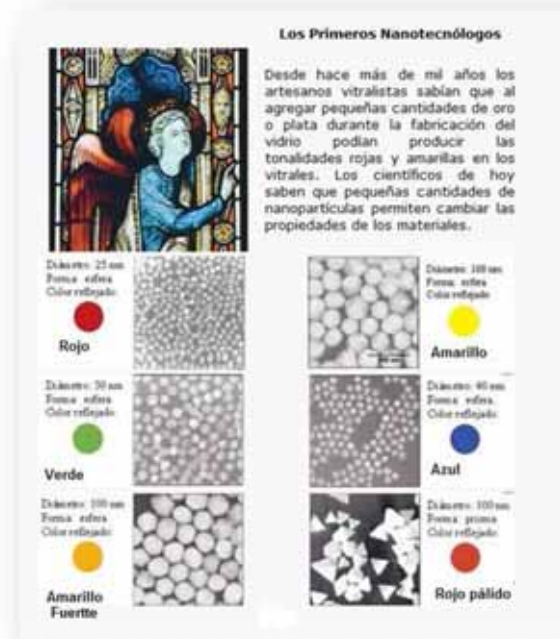 Los Primeros Nanotecnólogos
Desde hace más de mil años los
artesanos vitralistas sabían que al
agregar pequeñas cantidades de oro
o plata durante la fabricación del
vidrio podían producir las
tonalidades rojas y amarillas en los
vitrales. Los científicos de hoy
saben que pequeñas cantidades de
nanopartículas permiten cambiar las
propiedades de los materiales.
Diámetro: 25 nm
Forma: esfera
Color reflejado:
Rojo
Diámetro: 100 nm
Forma: esfera
Color reflejado:
Amarillo
Diámetro: 50 nm
Forma: esfera
Color reflejado:
Verde
Diámetro: 40 nm
Forma: esfera.
Color reflejado:
Azul
Diámetro: 100 nm
Forma: esfera
Color reflejado:
Amarillo
Fuertte
Diámetro: 100 nm
Forma: prisma
Color reflejado:
Rojo pálido